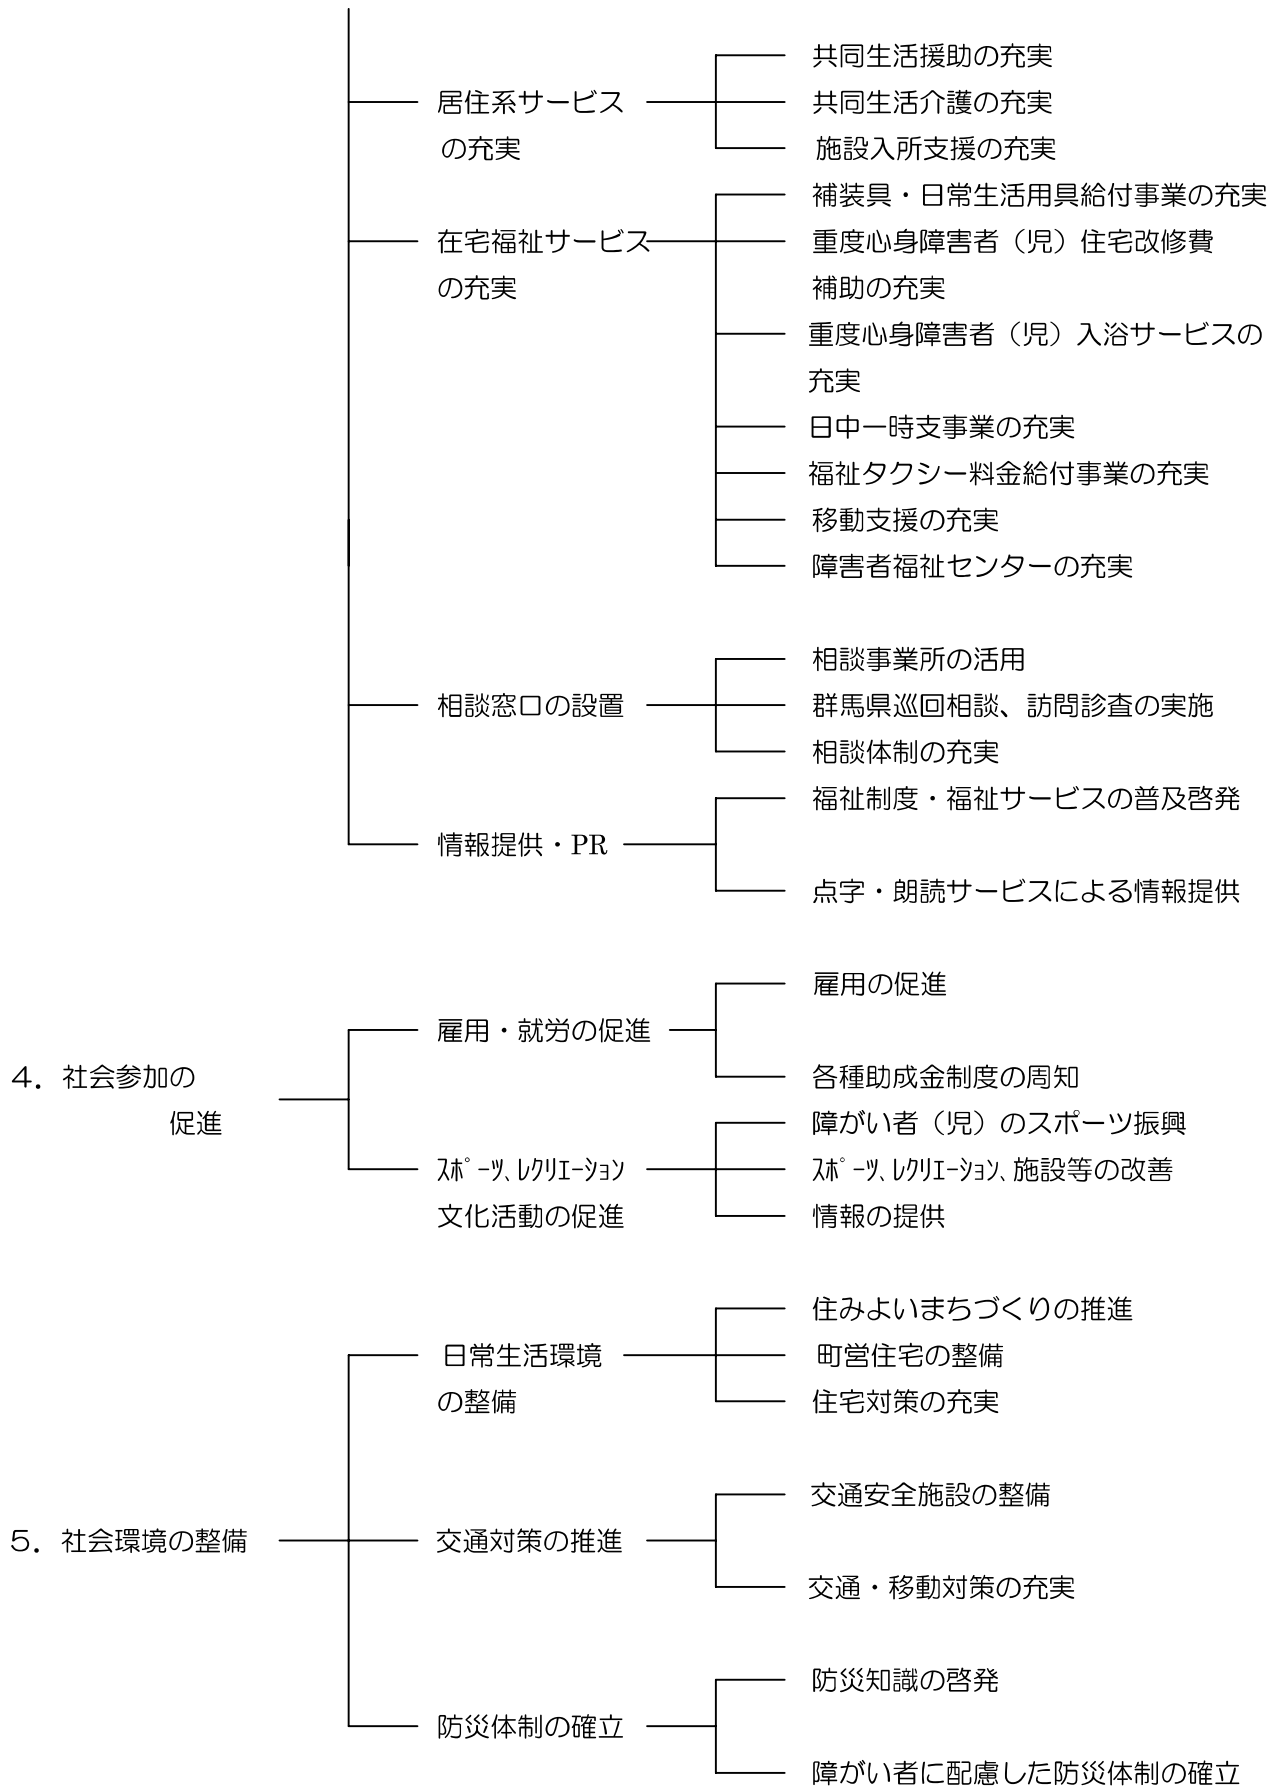 共同生活援助の充実
居住系サービス
共同生活介護の充実
の充実
施設入所支援の充実
補装具・日常生活用具給付事業の充実
在宅福祉サービス
重度心身障害者（児）住宅改修費
の充実
補助の充実
重度心身障害者（児）入浴サービスの
充実
日中一時支事業の充実
福祉タクシー料金給付事業の充実
移動支援の充実
障害者福祉センターの充実
相談事業所の活用
相談窓口の設置
群馬県巡回相談、訪問診査の実施
相談体制の充実
福祉制度・福祉サービスの普及啓発
情報提供・PR
点字・朗読サービスによる情報提供
雇用の促進
雇用・就労の促進
４．社会参加の
各種助成金制度の周知
促進
障がい者（児）のスポーツ振興
ｽﾎﾟｰﾂ､ﾚｸﾘｴｰｼｮﾝ
ｽﾎﾟｰﾂ､ﾚｸﾘｴｰｼｮﾝ､施設等の改善
文化活動の促進
情報の提供
住みよいまちづくりの推進
日常生活環境
町営住宅の整備
の整備
住宅対策の充実
交通安全施設の整備
５．社会環境の整備
交通対策の推進
交通・移動対策の充実
防災知識の啓発
防災体制の確立
障がい者に配慮した防災体制の確立